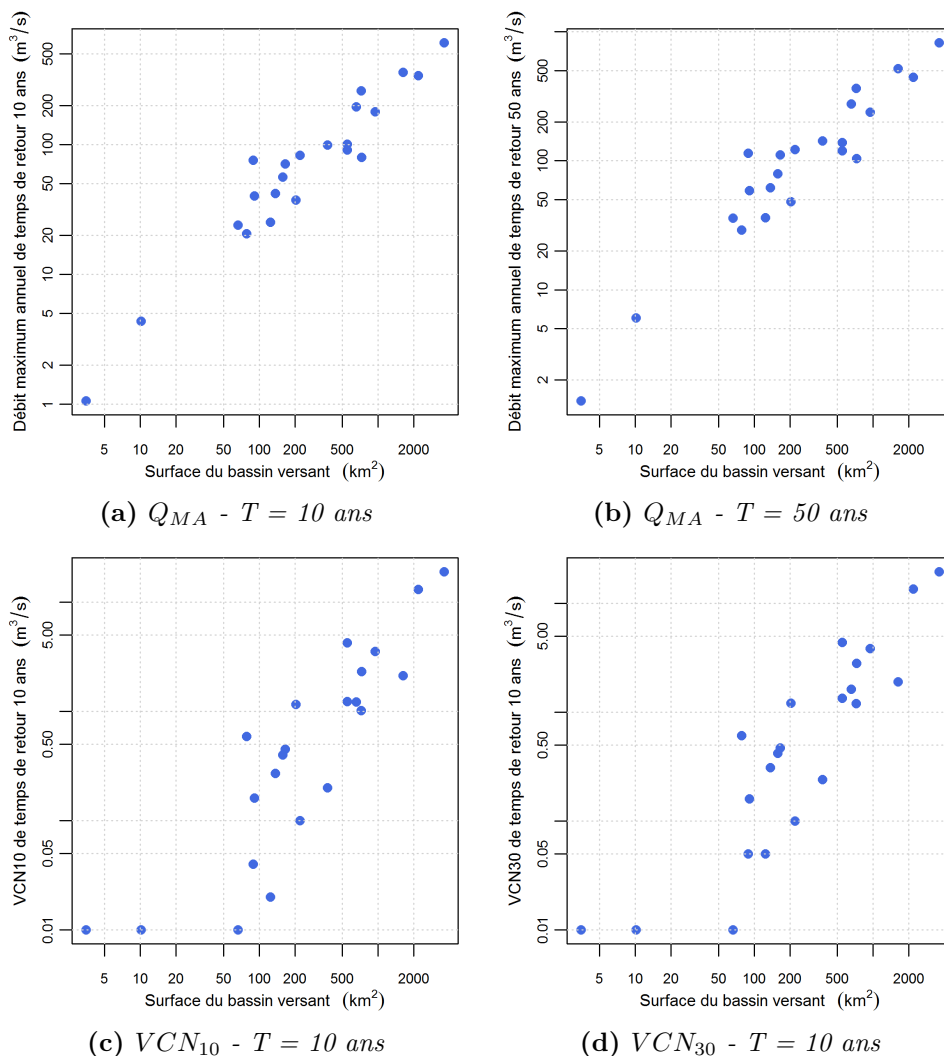 Débit maximum annuel de temps de retour 10 ans (m³/s)
500
200
100
50
20
10
5
2
1
5 10 20 50 100 200 500 2000
Surface du bassin versant (km²)
(a) Q_MA - T = 10 ans
Débit maximum annuel de temps de retour 50 ans (m³/s)
500
200
100
50
20
10
5
2
5 10 20 50 100 200 500 2000
Surface du bassin versant (km²)
(b) Q_MA - T = 50 ans
VCN10 de temps de retour 10 ans (m³/s)
5.00
0.50
0.05
0.01
5 10 20 50 100 200 500 2000
Surface du bassin versant (km²)
(c) VCN₁₀ - T = 10 ans
VCN30 de temps de retour 10 ans (m³/s)
5.00
0.50
0.05
0.01
5 10 20 50 100 200 500 2000
Surface du bassin versant (km²)
(d) VCN₃₀ - T = 10 ans